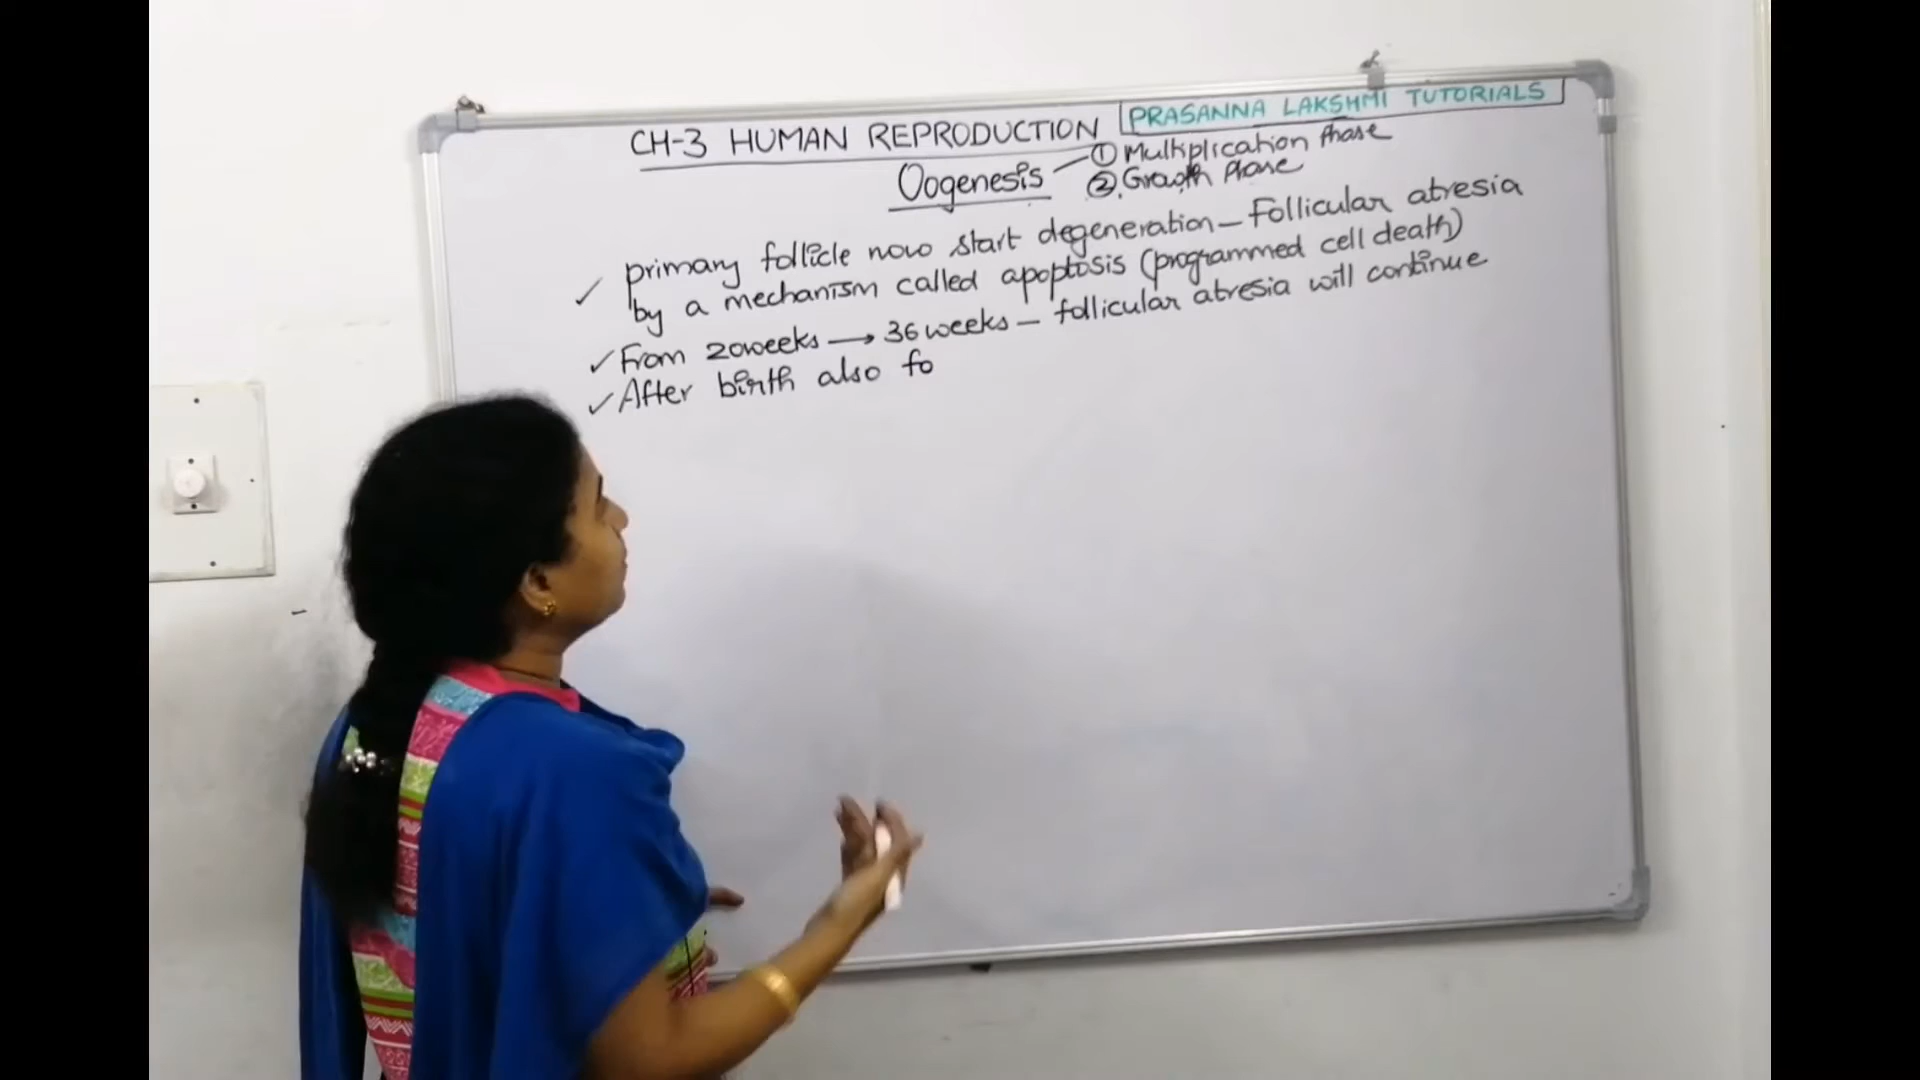 PRASANNA LAKSHMI TUTORIALS
CH-3 HUMAN REPRODUCTION
Oogenesis
① Multiplication Phase
② Growth Phase
✓ primary follicle now start degeneration – Follicular atresia
by a mechanism called apoptosis (programmed cell death)
✓ From 20weeks → 36 weeks – follicular atresia will continue
✓ After birth also fo